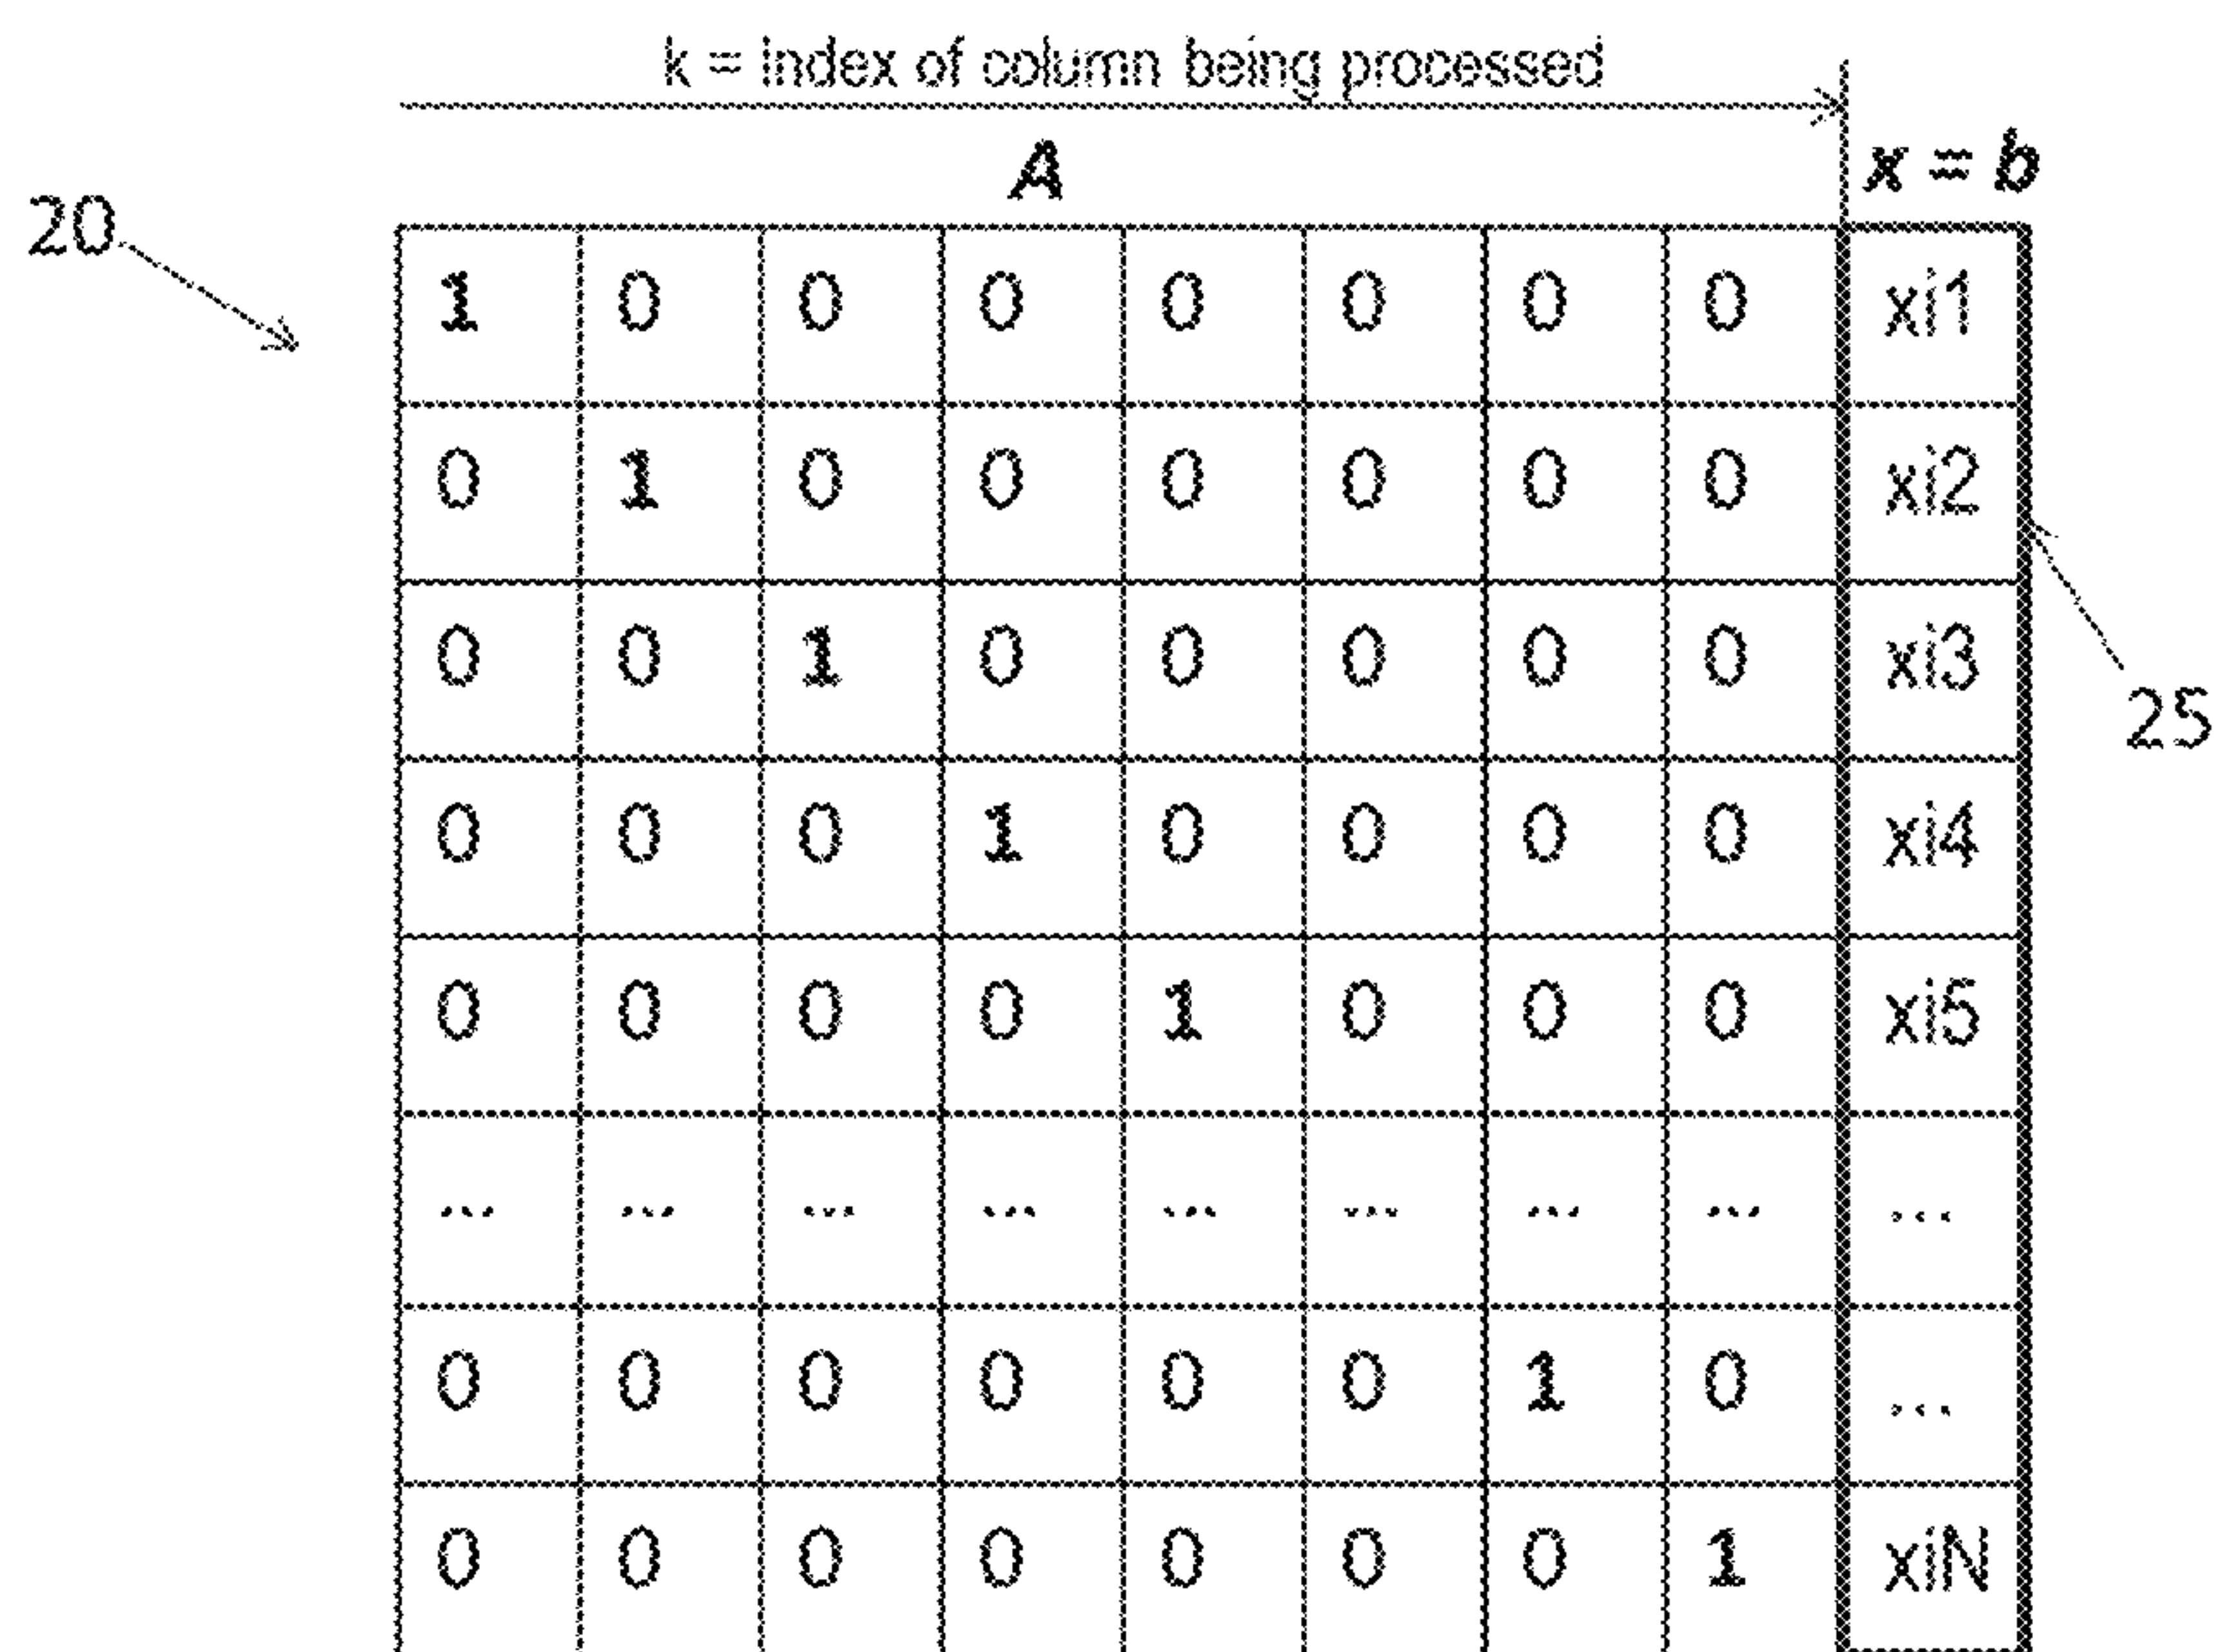 k = index of column being processed
A x = b
20
1 0 0 0 0 0 0 0 xi1
0 1 0 0 0 0 0 0 xi2
0 0 1 0 0 0 0 0 xi3
25
0 0 0 1 0 0 0 0 xi4
0 0 0 0 1 0 0 0 xi5
... ... ... ... ... ... ... ... ...
0 0 0 0 0 0 1 0 ...
0 0 0 0 0 0 0 1 xiN